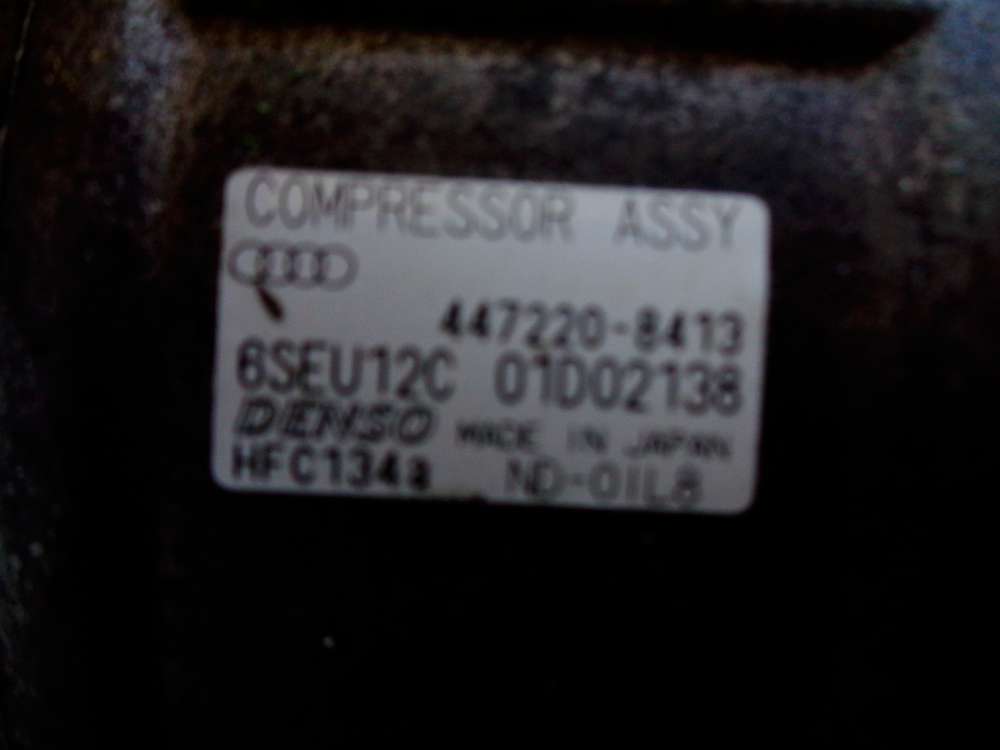 COMPRESSOR ASSY
447220-8413
6SEU12C 01D02138
DENSO MADE IN JAPAN
HFC134a ND-OIL8